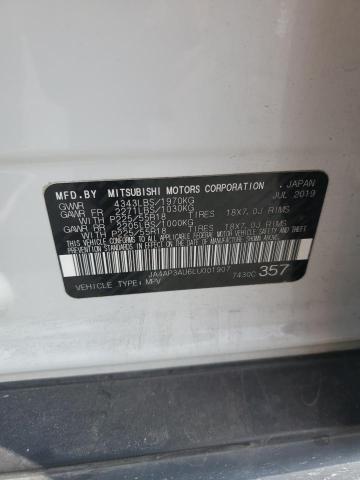 MFD.BY MITSUBISHI MOTORS CORPORATION JAPAN
GVWR 4343LBS/1970KG JUL 2019
GAWR FR 2271LBS/1030KG
WITH P225/55R18 TIRES 18X7.0J RIMS
GAWR RR 2205LBS/1000KG
WITH P225/55R18 TIRES 18X7.0J RIMS
JA4AP3AU6LU001907 7430C 357
VEHICLE TYPE: MPV